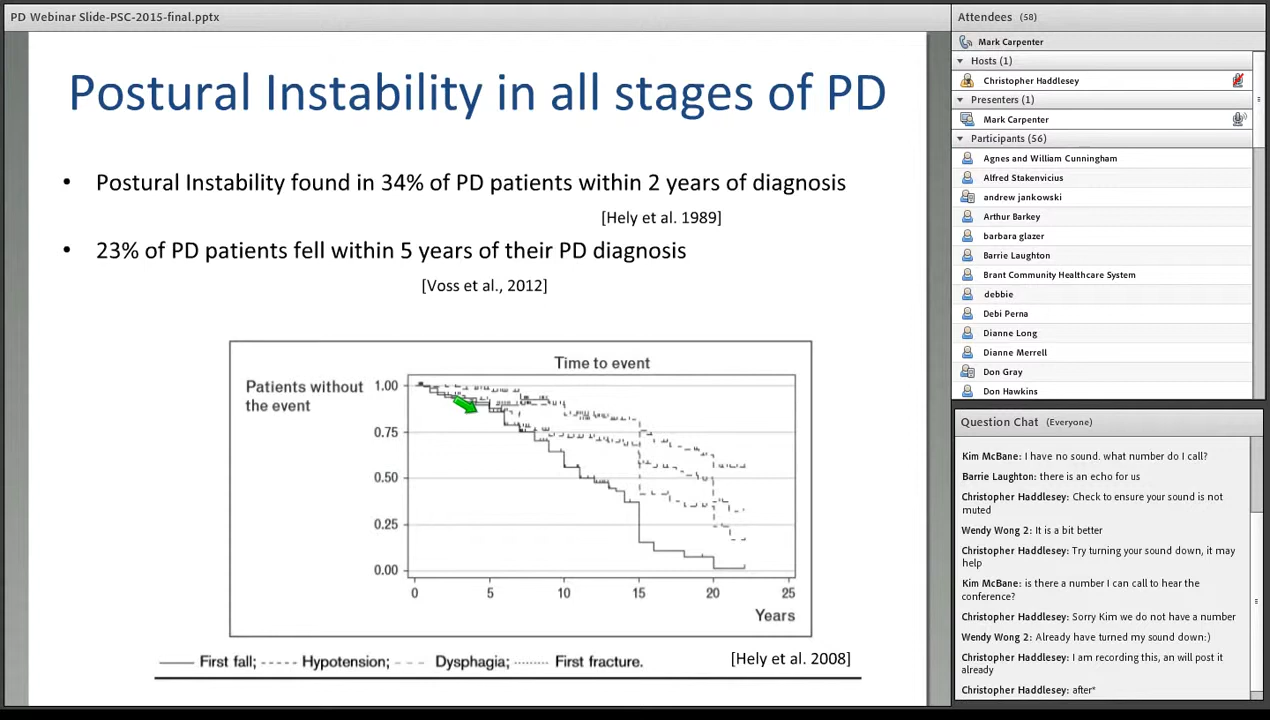 PD Webinar Slide-PSC-2015-final.pptx
Postural Instability in all stages of PD
• Postural Instability found in 34% of PD patients within 2 years of diagnosis
[Hely et al. 1989]
• 23% of PD patients fell within 5 years of their PD diagnosis
[Voss et al., 2012]
Time to event
Patients without
the event
1.00
0.75
0.50
0.25
0.00
0 5 10 15 20 25
Years
First fall; Hypotension; Dysphagia; First fracture.
[Hely et al. 2008]
Attendees (58)
Mark Carpenter
Hosts (1)
Christopher Haddlesey
Presenters (1)
Mark Carpenter
Participants (56)
Agnes and William Cunningham
Alfred Stakenvicius
andrew jankowski
Arthur Barkey
barbara glazer
Barrie Laughton
Brant Community Healthcare System
debbie
Debi Perna
Dianne Long
Dianne Merrell
Don Gray
Don Hawkins
Question Chat (Everyone)
Kim McBane: I have no sound. what number do I call?
Barrie Laughton: there is an echo for us
Christopher Haddlesey: Check to ensure your sound is not
muted
Wendy Wong 2: It is a bit better
Christopher Haddlesey: Try turning your sound down, it may
help
Kim McBane: is there a number I can call to hear the
conference?
Christopher Haddlesey: Sorry Kim we do not have a number
Wendy Wong 2: Already have turned my sound down:)
Christopher Haddlesey: I am recording this, an will post it
already
Christopher Haddlesey: after*